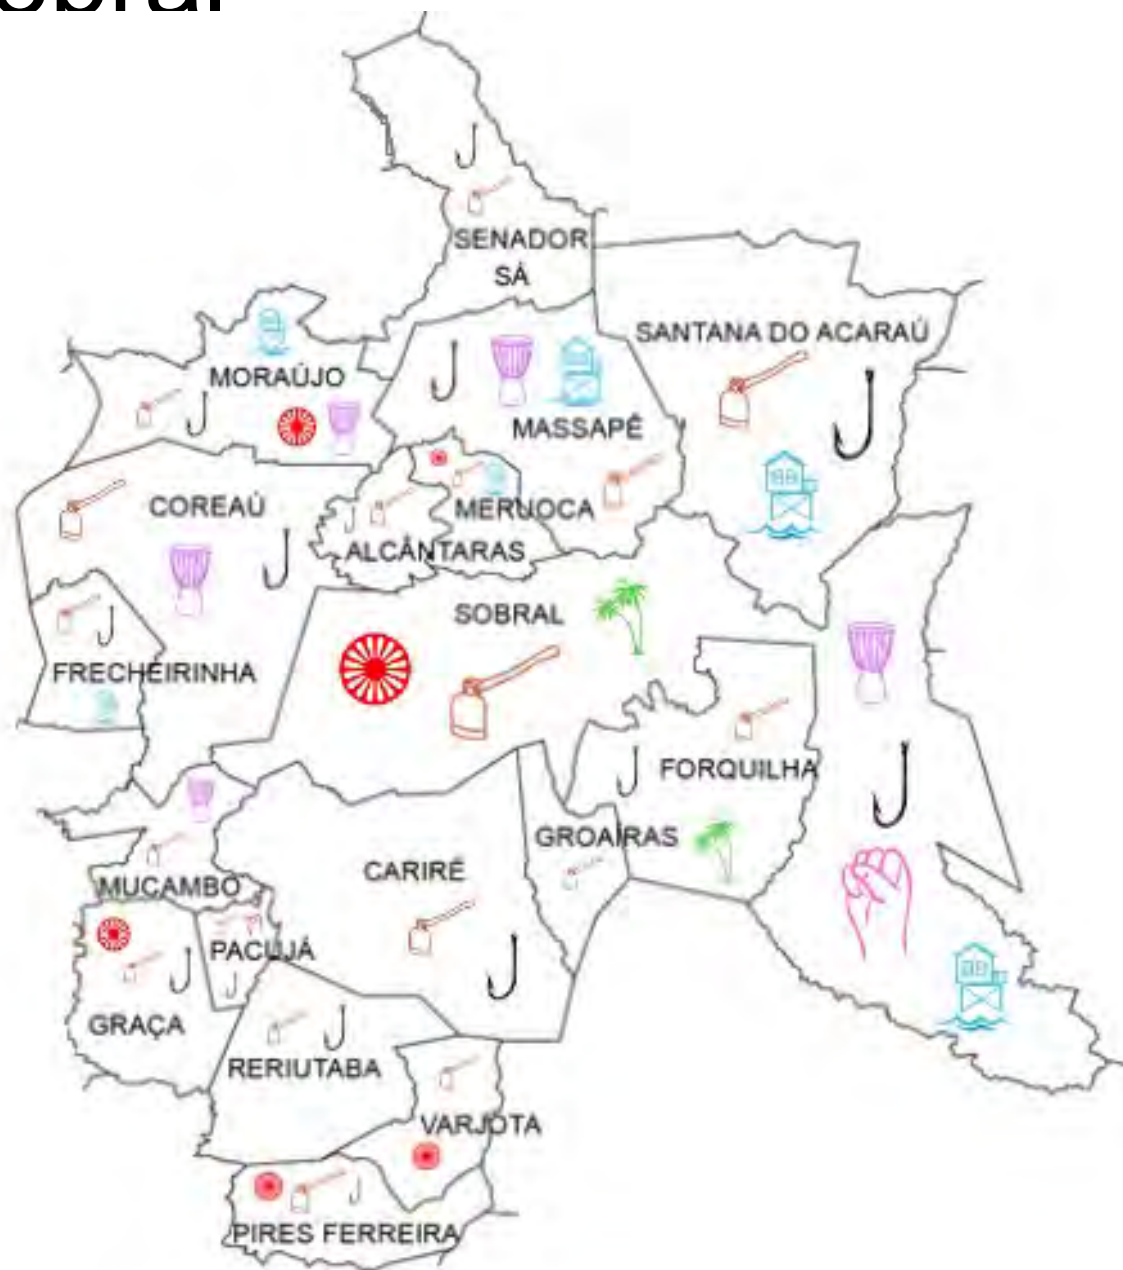 SENADOR
SÁ
SANTANA DO ACARAÚ
MORAÚJO
MASSAPÊ
COREAÚ
MERUOCA
ALCÂNTARAS
SOBRAL
FRECHEIRINHA
FORQUILHA
GROAÍRAS
CARIRÉ
MUCAMBO
PACUJÁ
GRAÇA
RERIUTABA
VARJOTA
PIRES FERREIRA